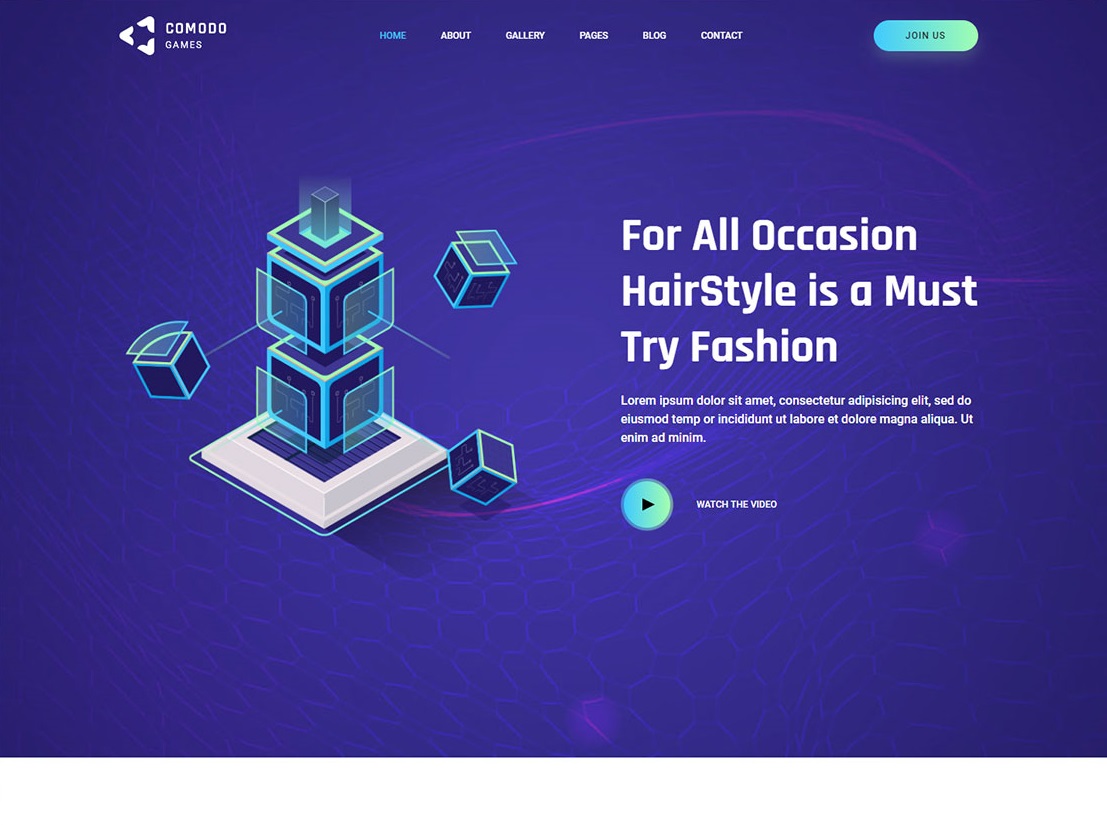 COMODO
GAMES
HOME ABOUT GALLERY PAGES BLOG CONTACT
JOIN US
For All Occasion
HairStyle is a Must
Try Fashion
Lorem ipsum dolor sit amet, consectetur adipisicing elit, sed do
eiusmod temp or incididunt ut labore et dolore magna aliqua. Ut
enim ad minim.
WATCH THE VIDEO